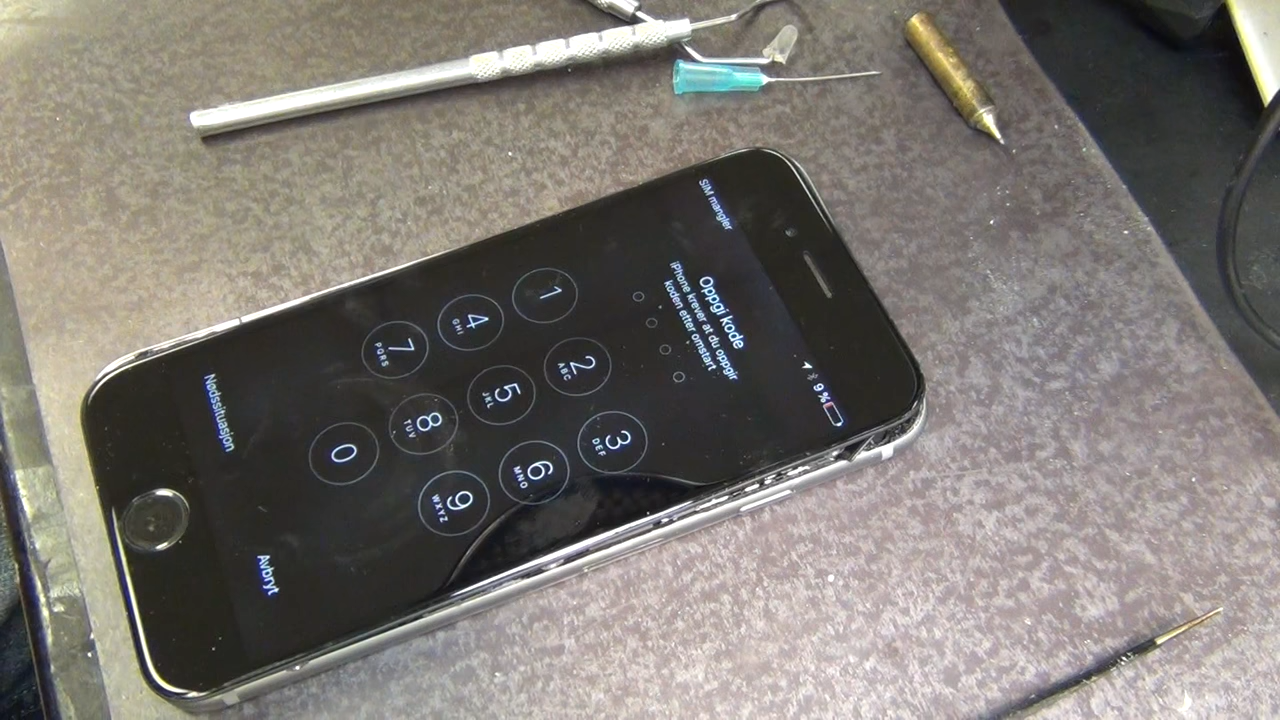 SIM mangler
9 %
Oppgi kode
iPhone krever at du oppgir
koden etter omstart
1
2
ABC
3
DEF
4
GHI
5
JKL
6
MNO
7
PQRS
8
TUV
9
WXYZ
0
Nødssituasjon
Avbryt